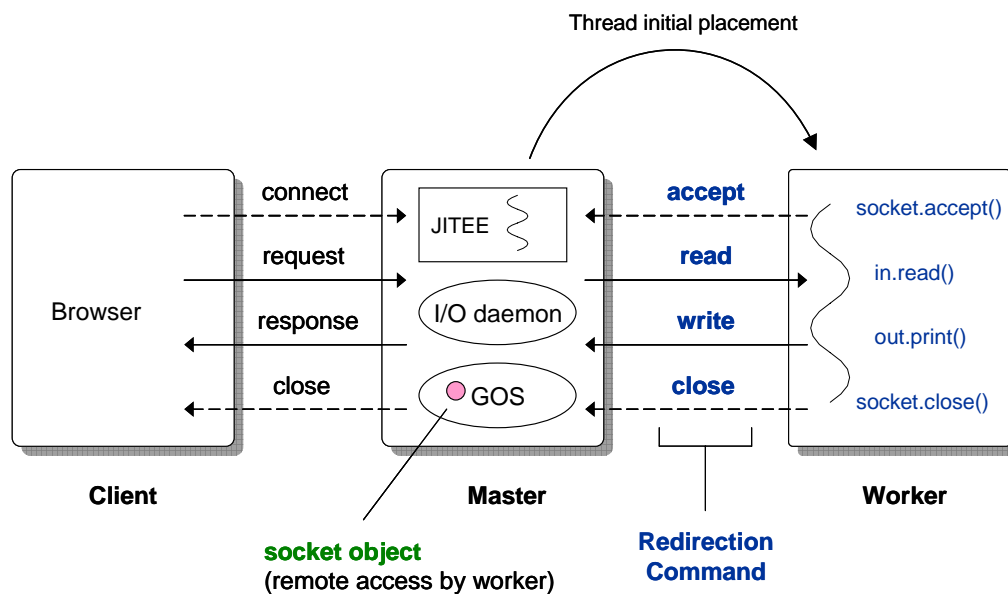 Thread initial placement
connect
request
response
close
Browser
JITEE
I/O daemon
GOS
accept
read
write
close
socket.accept()
in.read()
out.print()
socket.close()
Client
Master
Worker
socket object
(remote access by worker)
Redirection
Command